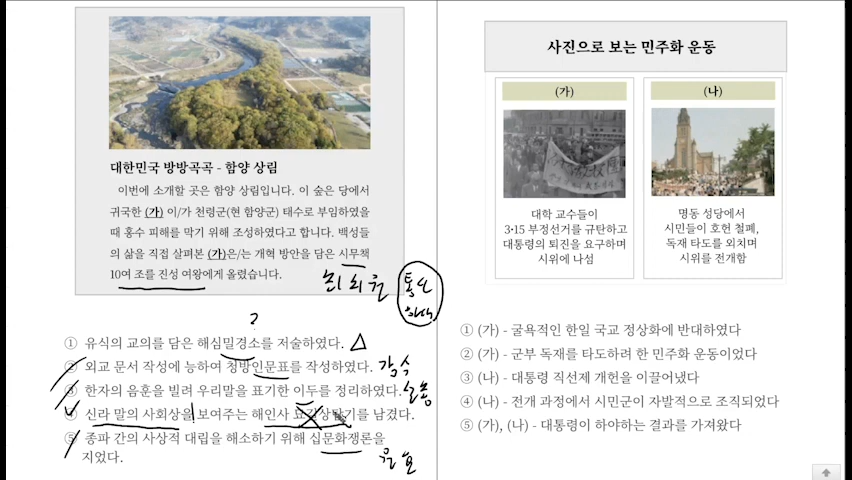 대한민국 방방곡곡 - 함양 상림
이번에 소개할 곳은 함양 상림입니다. 이 숲은 당에서
귀국한 (가) 이/가 천령군(현 함양군) 태수로 부임하였을
때 홍수 피해를 막기 위해 조성하였다고 합니다. 백성들
의 삶을 직접 살펴본 (가)은/는 개혁 방안을 담은 시무책
10여 조를 진성 여왕에게 올렸습니다.
최치원
?
① 유식의 교의를 담은 해심밀경소를 저술하였다.
② 외교 문서 작성에 능하여 청방인문표를 작성하였다.
강수
③ 한자의 음훈을 빌려 우리말을 표기한 이두를 정리하였다.
설총
④ 신라 말의 사회상을 보여주는 해인사 묘길상탑기를 남겼다.
⑤ 종파 간의 사상적 대립을 해소하기 위해 십문화쟁론을
지었다.
원효
사진으로 보는 민주화 운동
(가)
대학 교수들이
3·15 부정선거를 규탄하고
대통령의 퇴진을 요구하며
시위에 나섬
(나)
명동 성당에서
시민들이 호헌 철폐,
독재 타도를 외치며
시위를 전개함
① (가) - 굴욕적인 한일 국교 정상화에 반대하였다
② (가) - 군부 독재를 타도하려 한 민주화 운동이었다
③ (나) - 대통령 직선제 개헌을 이끌어냈다
④ (나) - 전개 과정에서 시민군이 자발적으로 조직되었다
⑤ (가), (나) - 대통령이 하야하는 결과를 가져왔다